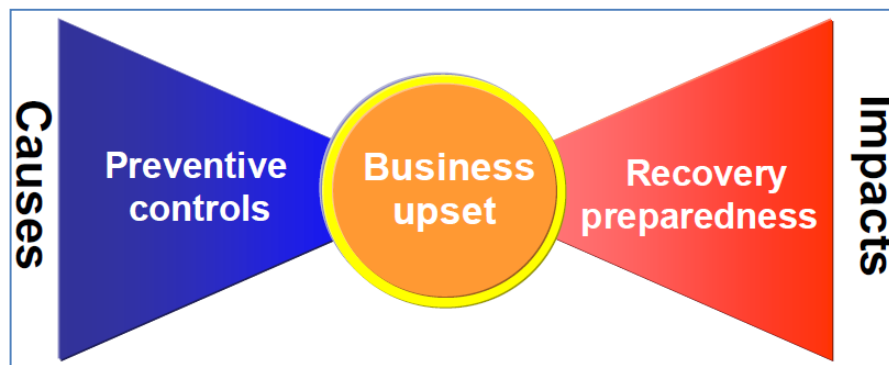 Causes
Preventive
controls
Business
upset
Recovery
preparedness
Impacts